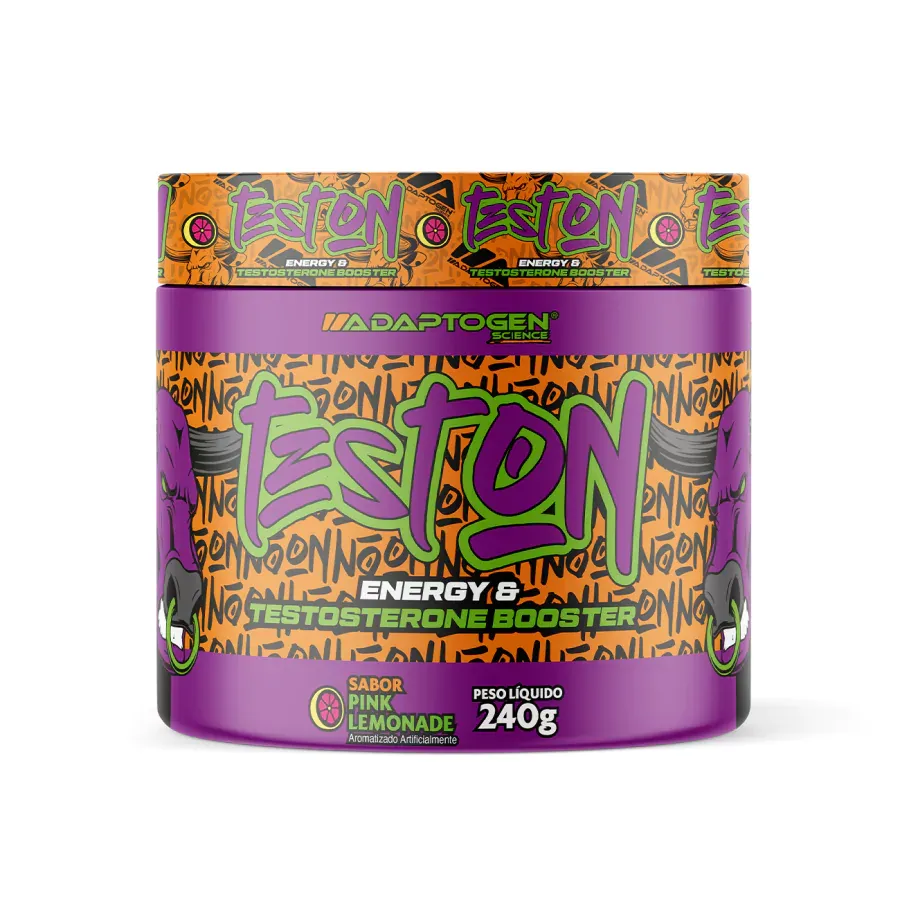 TESTON
ENERGY &
TESTOSTERONE BOOSTER
ADAPTOGEN
TESTON
ENERGY &
TESTOSTERONE BOOSTER
ADAPTOGEN®
SCIENCE
TESTON
ENERGY &
TESTOSTERONE BOOSTER
SABOR
PINK
LEMONADE
Aromatizado Artificialmente
PESO LÍQUIDO
240g